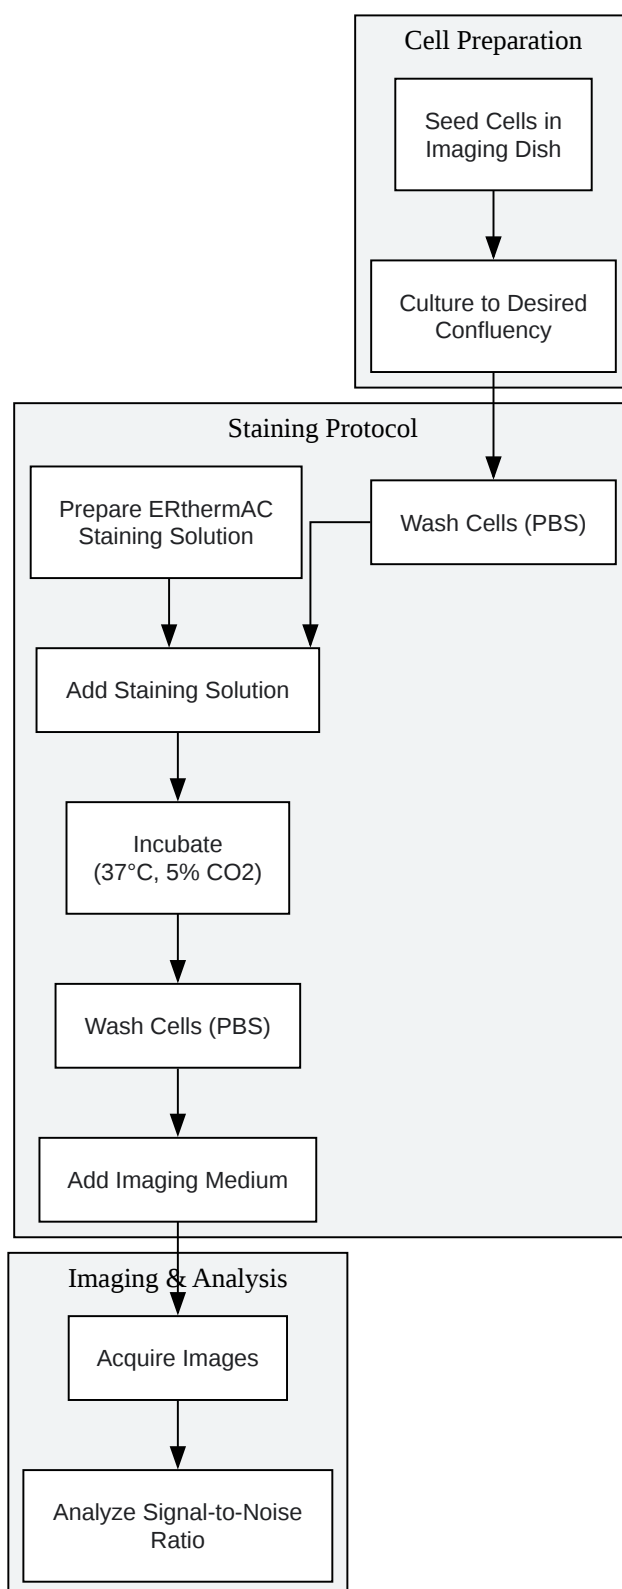 Cell Preparation
Seed Cells in
Imaging Dish
Culture to Desired
Confluency
Staining Protocol
Prepare ERthermAC
Staining Solution
Wash Cells (PBS)
Add Staining Solution
Incubate
(37°C, 5% CO2)
Wash Cells (PBS)
Add Imaging Medium
Imaging & Analysis
Acquire Images
Analyze Signal-to-Noise
Ratio